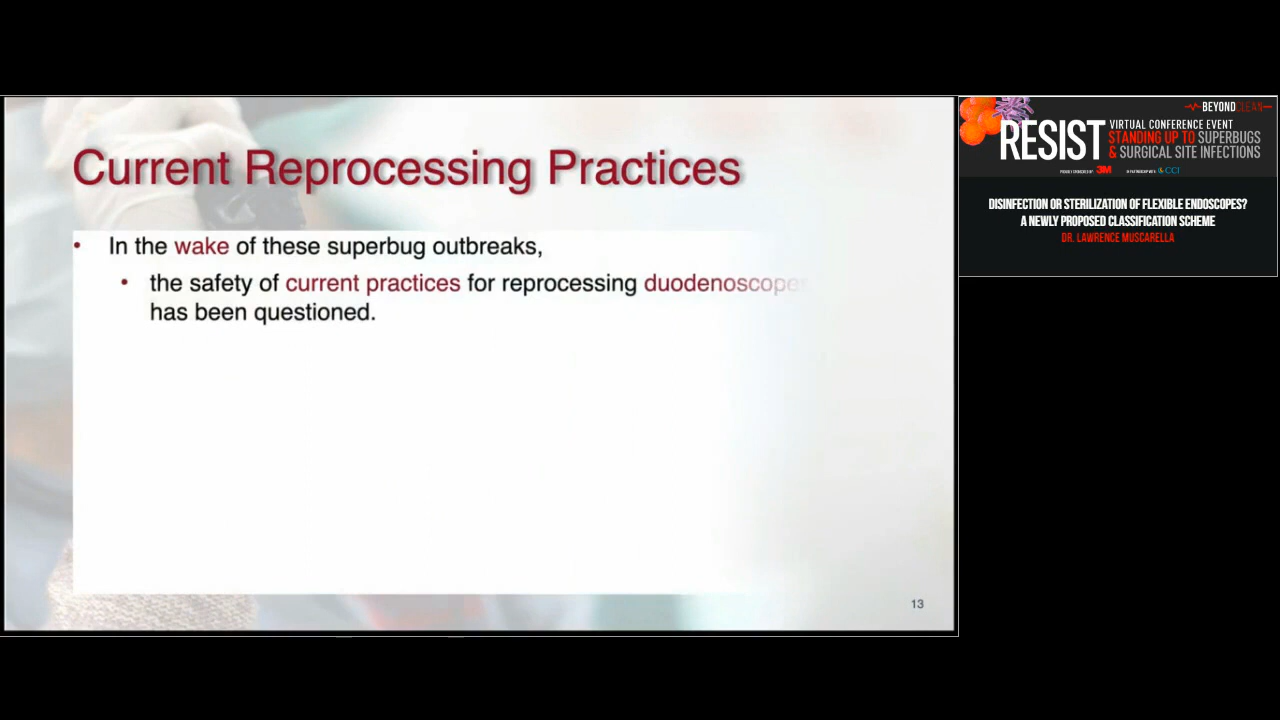 Current Reprocessing Practices
• In the wake of these superbug outbreaks,
• the safety of current practices for reprocessing duodenoscopes
has been questioned.
13
BEYONDCLEAN
RESIST
VIRTUAL CONFERENCE EVENT
STANDING UP TO SUPERBUGS
& SURGICAL SITE INFECTIONS
3M
CCI
DISINFECTION OR STERILIZATION OF FLEXIBLE ENDOSCOPES?
A NEWLY PROPOSED CLASSIFICATION SCHEME
DR. LAWRENCE MUSCARELLA